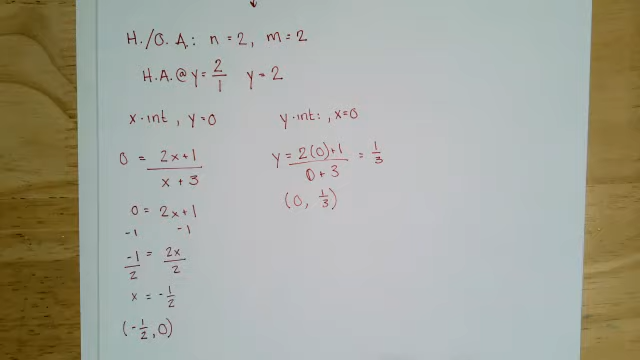 H./O.A.: n = 2, m = 2
H.A.@ y = 2/1 y = 2
x-int, y=0
0 = (2x+1)/(x+3)
0 = 2x+1
-1 -1
-1/2 = 2x/2
x = -1/2
(-1/2, 0)
y-int:, x=0
y = (2(0)+1)/(0+3) = 1/3
(0, 1/3)